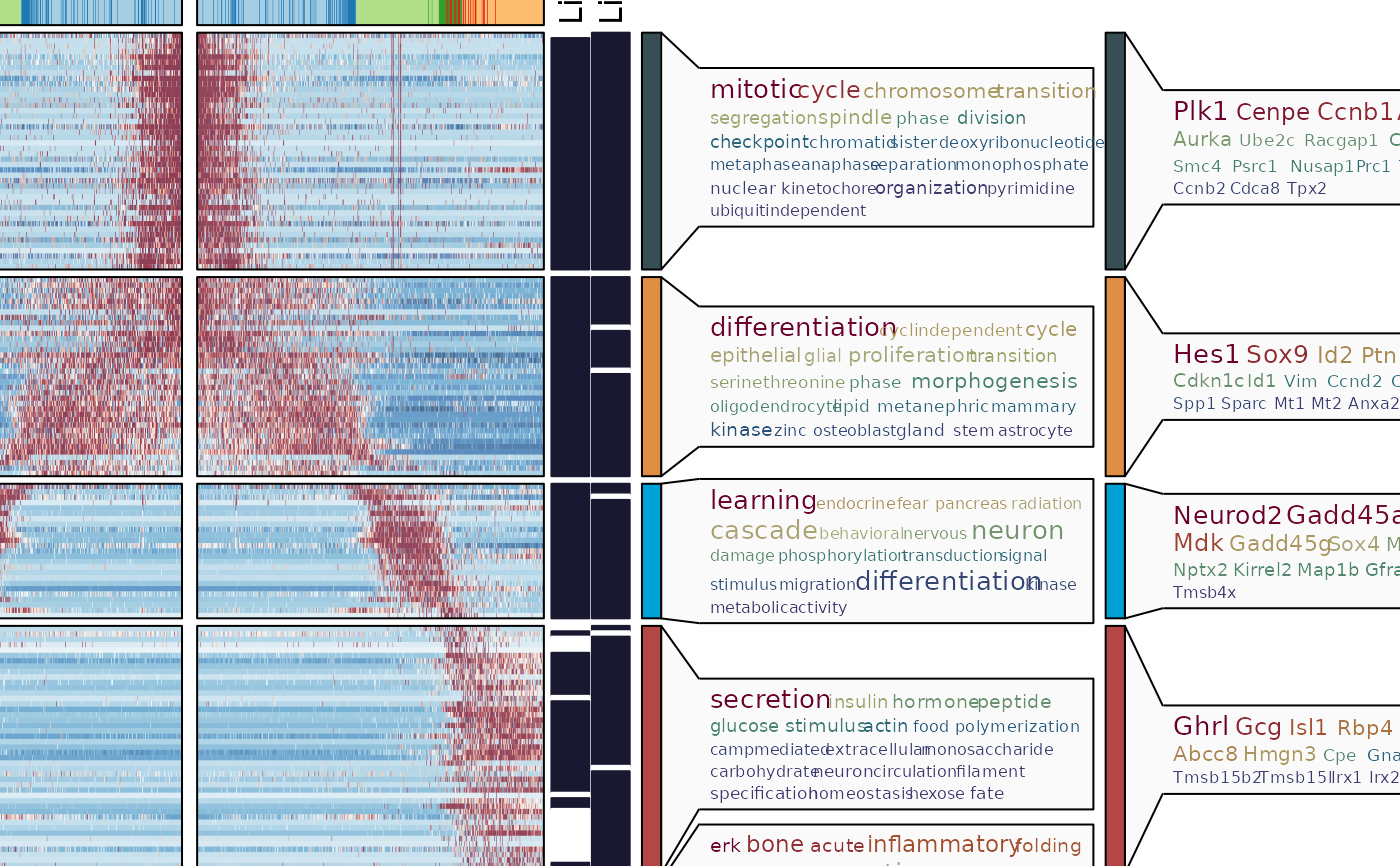 Li
Li
mitotic cycle chromosome transition
segregation spindle phase division
checkpoint chromatid sister deoxyribonucleotide
metaphase anaphase separation monophosphate
nuclear kinetochore organization pyrimidine
ubiquitindependent
Plk1 Cenpe Ccnb1
Aurka Ube2c Racgap1
Smc4 Psrc1 Nusap1 Prc1
Ccnb2 Cdca8 Tpx2
differentiation cyclindependent cycle
epithelial glial proliferation transition
serinethreonine phase morphogenesis
oligodendrocyte lipid metanephric mammary
kinase zinc osteoblast gland stem astrocyte
Hes1 Sox9 Id2 Ptn
Cdkn1c Id1 Vim Ccnd2
Spp1 Sparc Mt1 Mt2 Anxa2
learning endocrine fear pancreas radiation
cascade behavioral nervous neuron
damage phosphorylation transduction signal
stimulus migration differentiation kinase
metabolic activity
Neurod2 Gadd45a
Mdk Gadd45g Sox4 M
Nptx2 Kirrel2 Map1b Gfra
Tmsb4x
secretion insulin hormone peptide
glucose stimulus actin food polymerization
campmediated extracellular monosaccharide
carbohydrate neuron circulation filament
specification homeostasis hexose fate
Ghrl Gcg Isl1 Rbp4
Abcc8 Hmgn3 Cpe Gna
Tmsb15b2 Tmsb15l Irx1 Irx2
erk bone acute inflammatory folding